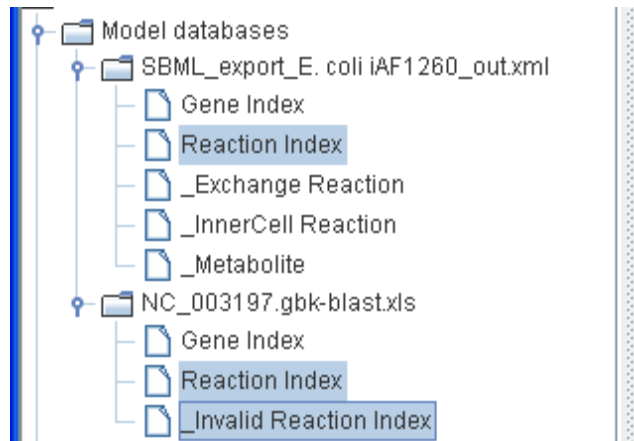 Model databases
SBML_export_E. coli iAF1260_out.xml
Gene Index
Reaction Index
_Exchange Reaction
_InnerCell Reaction
_Metabolite
NC_003197.gbk-blast.xls
Gene Index
Reaction Index
_Invalid Reaction Index